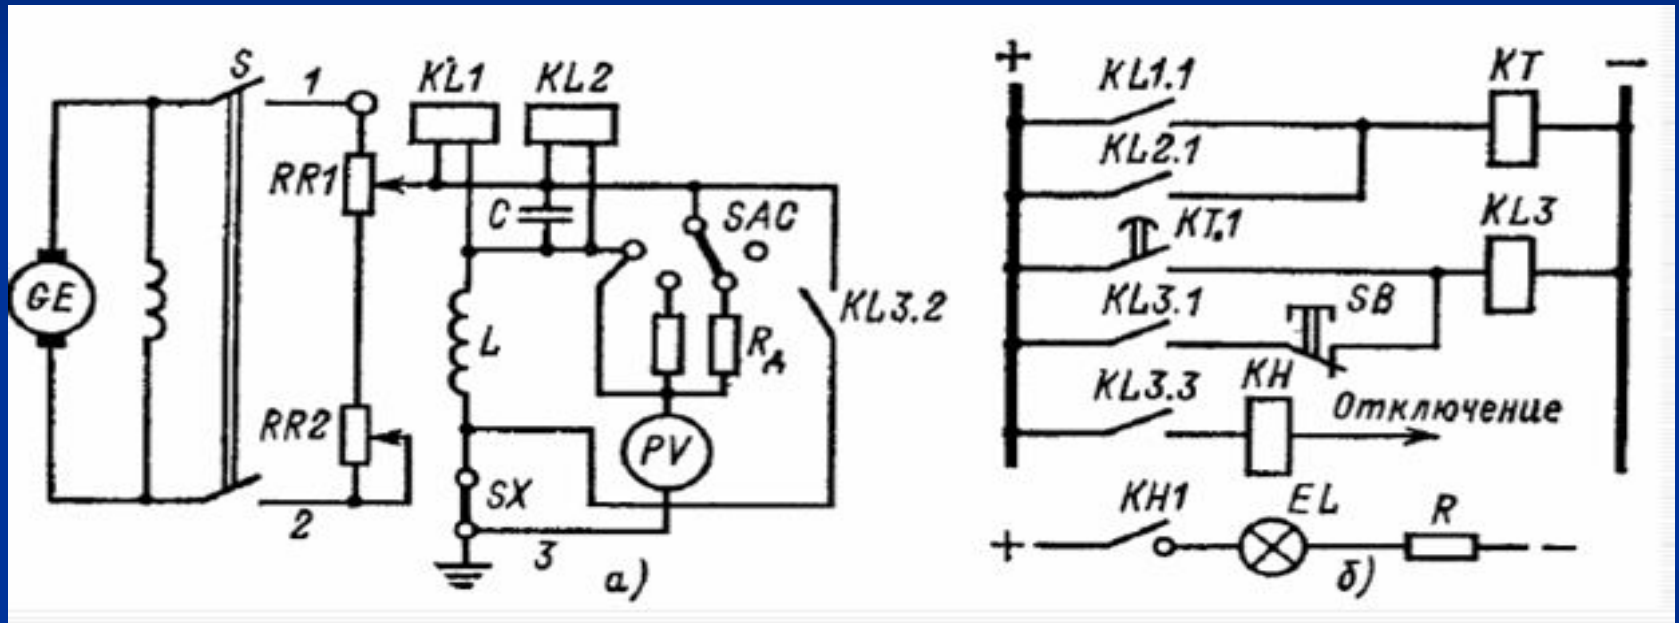 S
1
KL1
KL2
RR1
C
SAC
GE
L
Rд
KL3.2
RR2
PV
SX
2
3
а)
+
KL1.1
KT
—
KL2.1
KT.1
KL3
KL3.1
SB
KL3.3
KH
Отключение
KH1
EL
R
+
—
б)